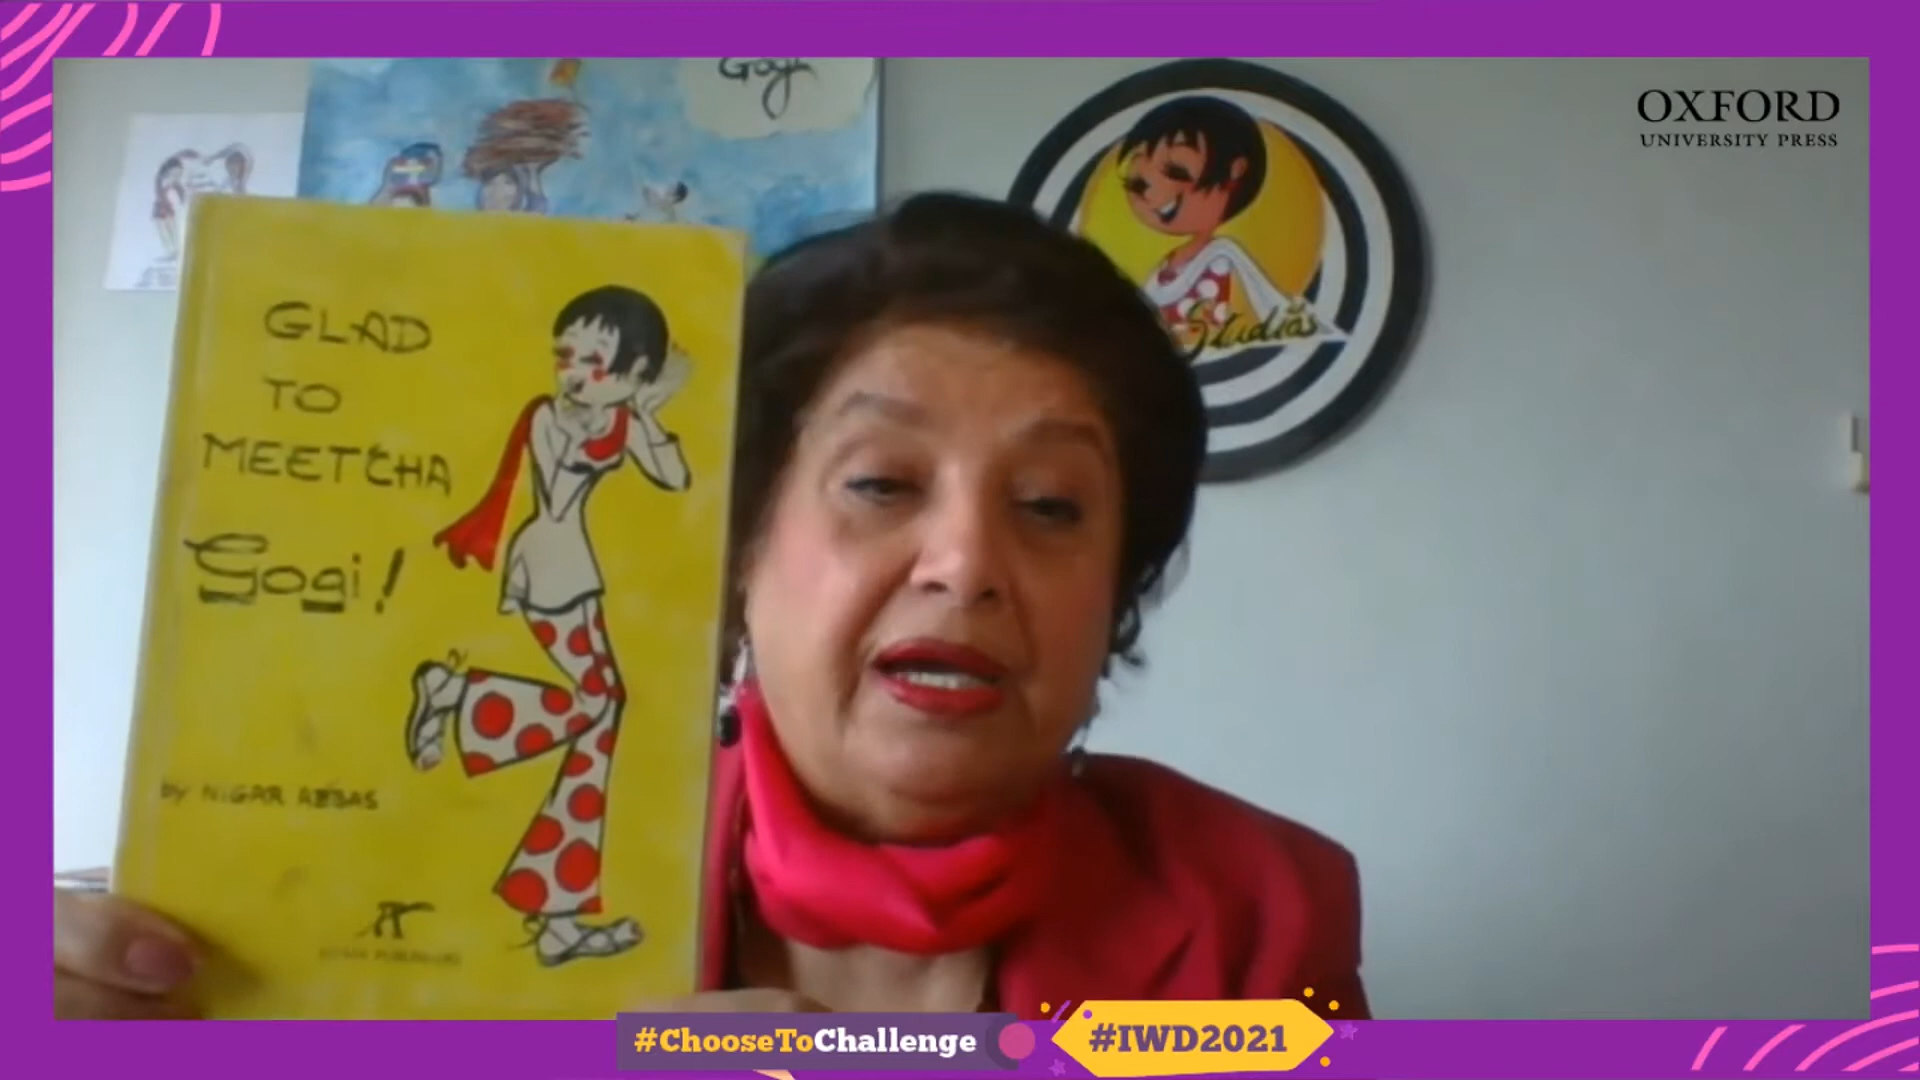 Gogi
OXFORD
UNIVERSITY PRESS
Studios
GLAD
TO
MEETCHA
Gogi!
by NIGAR ABBAS
#ChooseToChallenge
#IWD2021